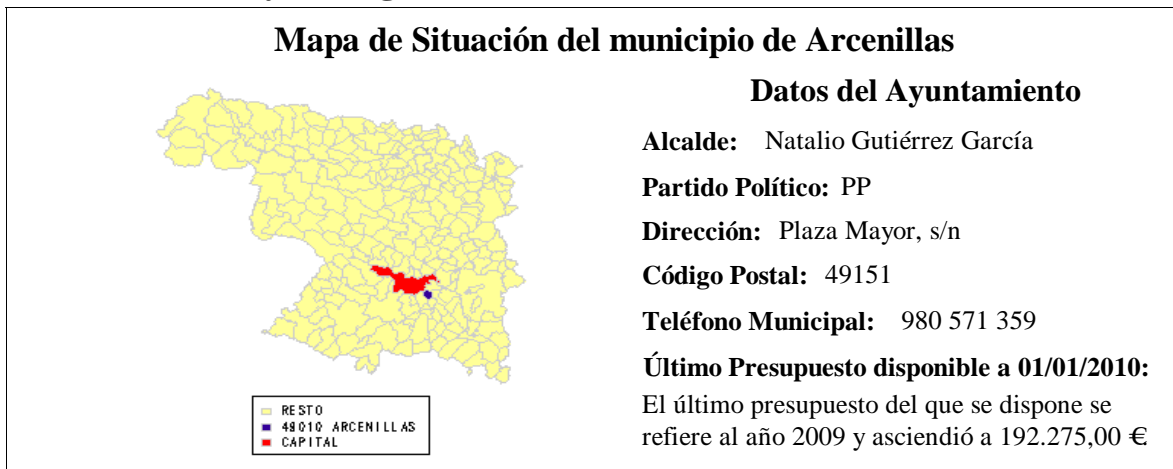 Mapa de Situación del municipio de Arcenillas
Datos del Ayuntamiento
Alcalde: Natalio Gutiérrez García
Partido Político: PP
Dirección: Plaza Mayor, s/n
Código Postal: 49151
Teléfono Municipal: 980 571 359
Último Presupuesto disponible a 01/01/2010:
El último presupuesto del que se dispone se
refiere al año 2009 y asciendió a 192.275,00 €
RESTO
49010 ARCENILLAS
CAPITAL